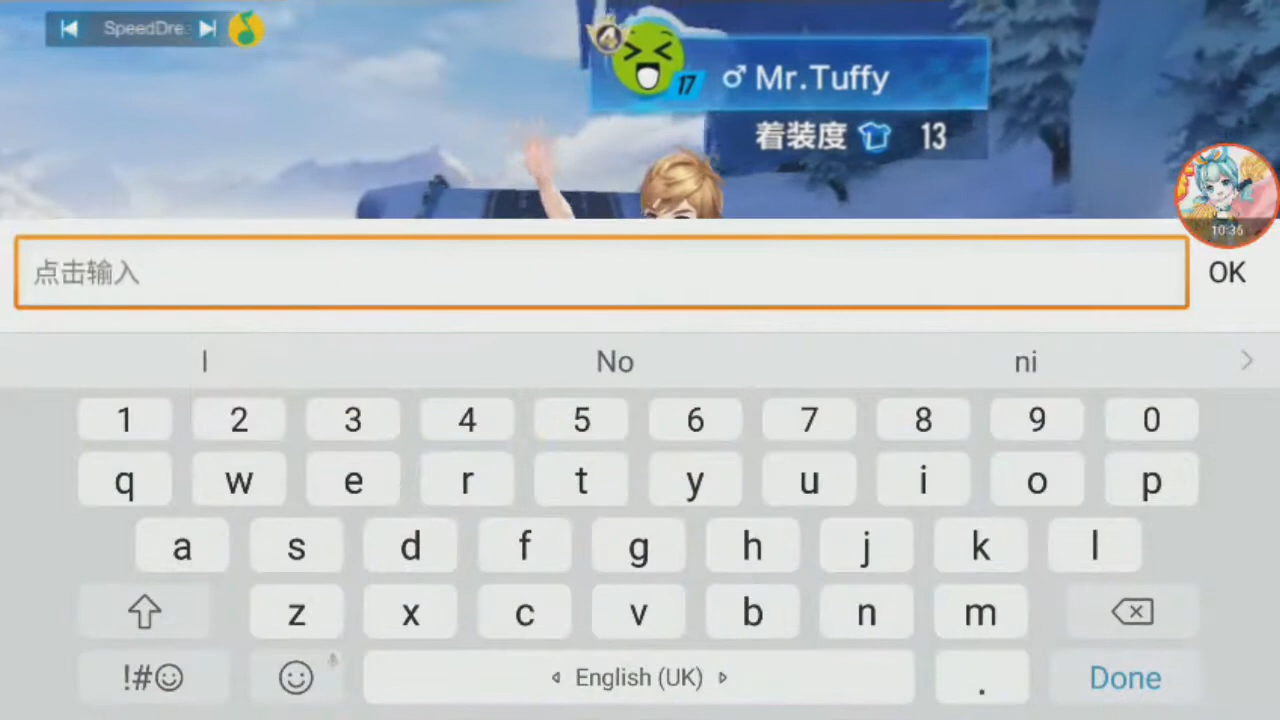 SpeedDre
4
17
♂ Mr.Tuffy
着装度 13
10:36
点击输入
OK
I No ni
1 2 3 4 5 6 7 8 9 0
q w e r t y u i o p
a s d f g h j k l
z x c v b n m
!#☺ English (UK) . Done